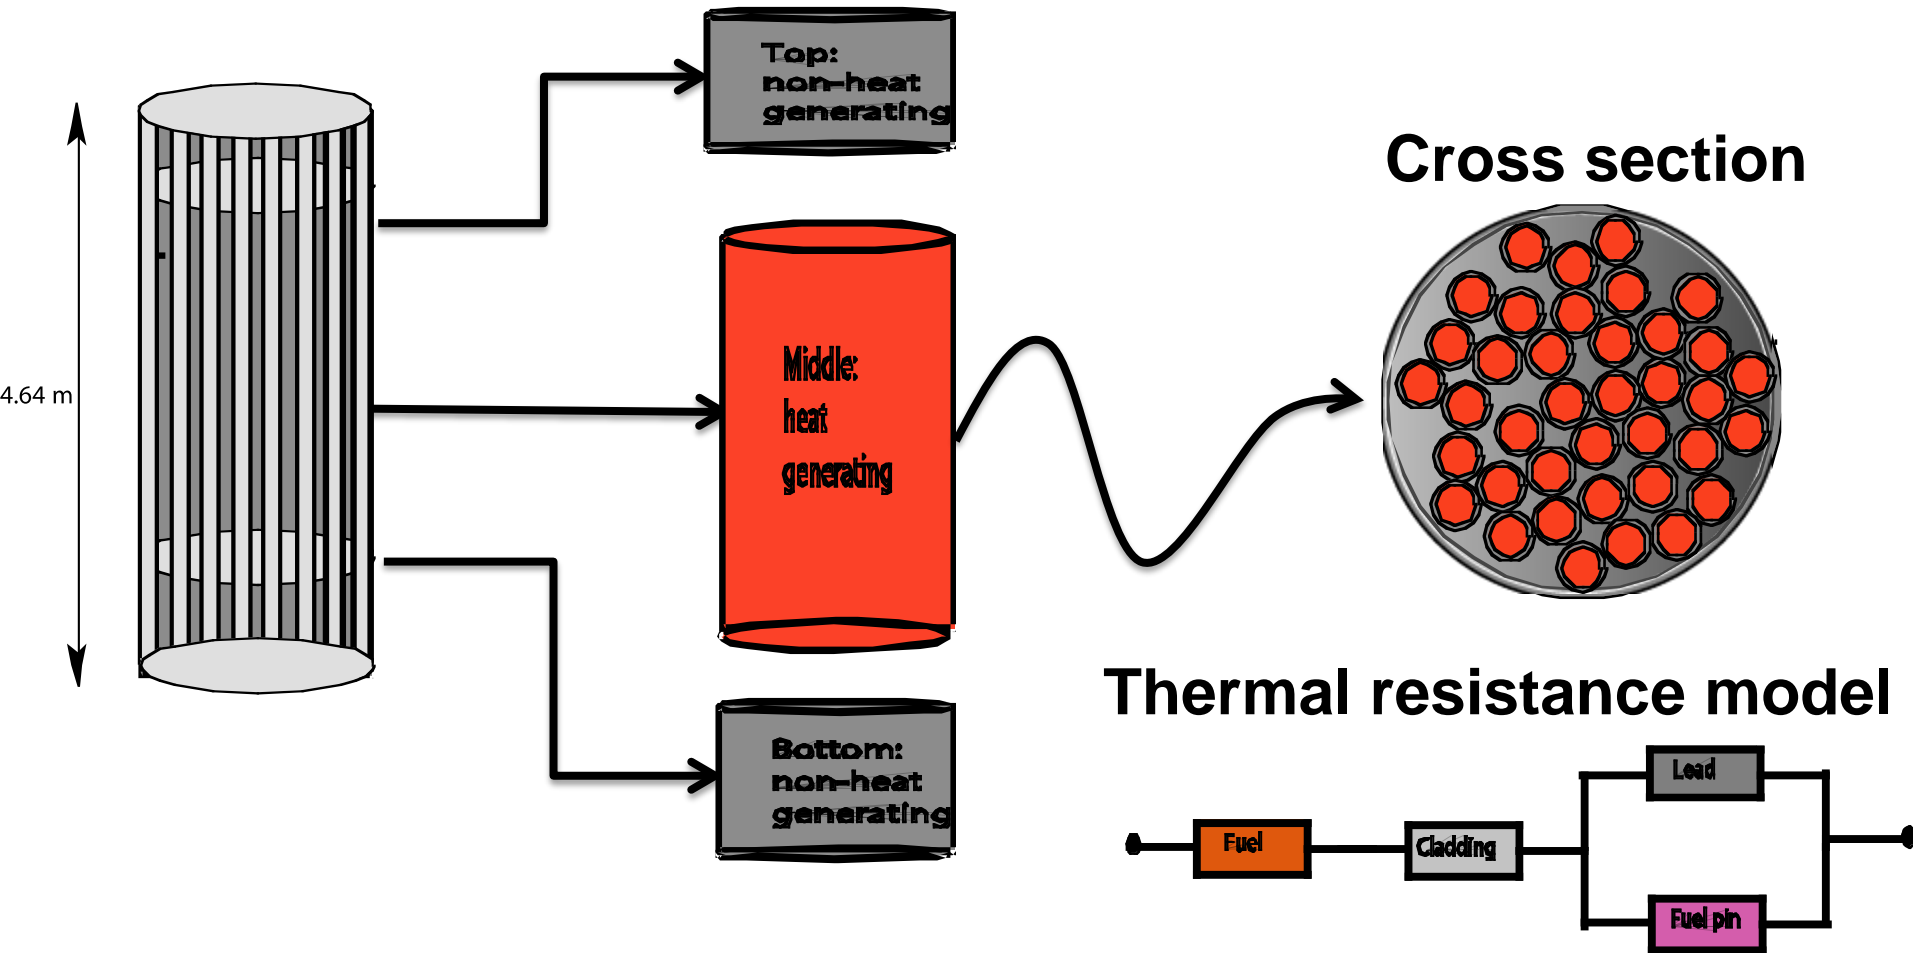 4.64 m
Top:
non-heat
generating
Middle:
heat
generating
Bottom:
non-heat
generating
Cross section
Thermal resistance model
Fuel
Cladding
Lead
Fuel pin